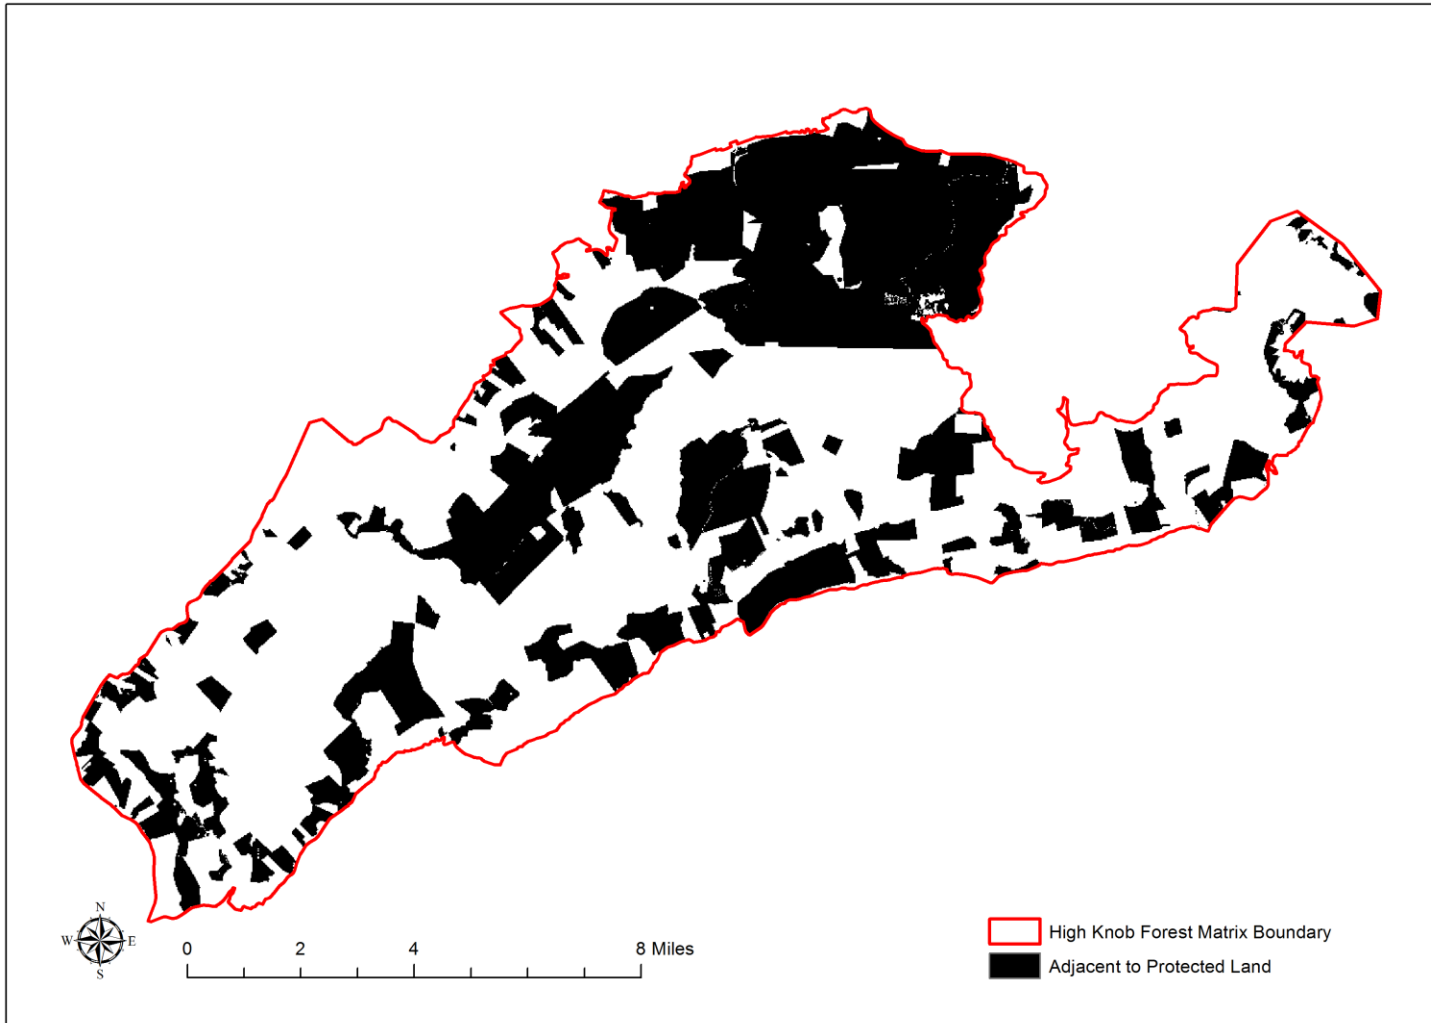 N
W E
S
0 2 4 8 Miles
High Knob Forest Matrix Boundary
Adjacent to Protected Land